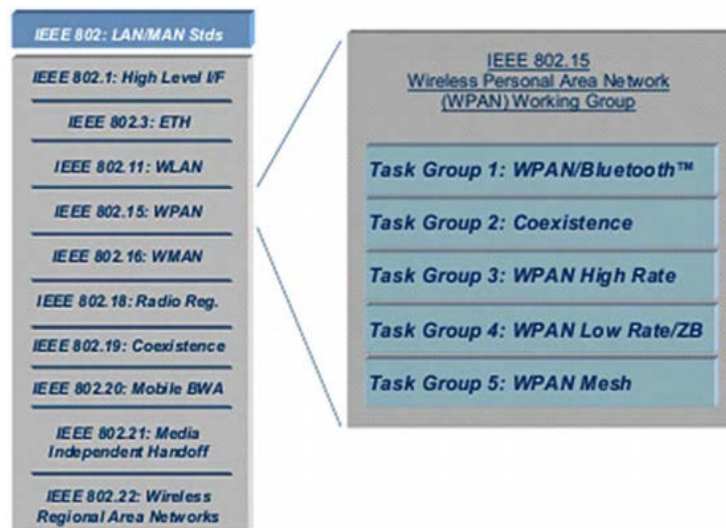 IEEE 802: LAN/MAN Stds
IEEE 802.1: High Level I/F
IEEE 802.3: ETH
IEEE 802.11: WLAN
IEEE 802.15: WPAN
IEEE 802.16: WMAN
IEEE 802.18: Radio Reg.
IEEE 802.19: Coexistence
IEEE 802.20: Mobile BWA
IEEE 802.21: Media
Independent Handoff
IEEE 802.22: Wireless
Regional Area Networks
IEEE 802.15
Wireless Personal Area Network
(WPAN) Working Group
Task Group 1: WPAN/Bluetooth™
Task Group 2: Coexistence
Task Group 3: WPAN High Rate
Task Group 4: WPAN Low Rate/ZB
Task Group 5: WPAN Mesh